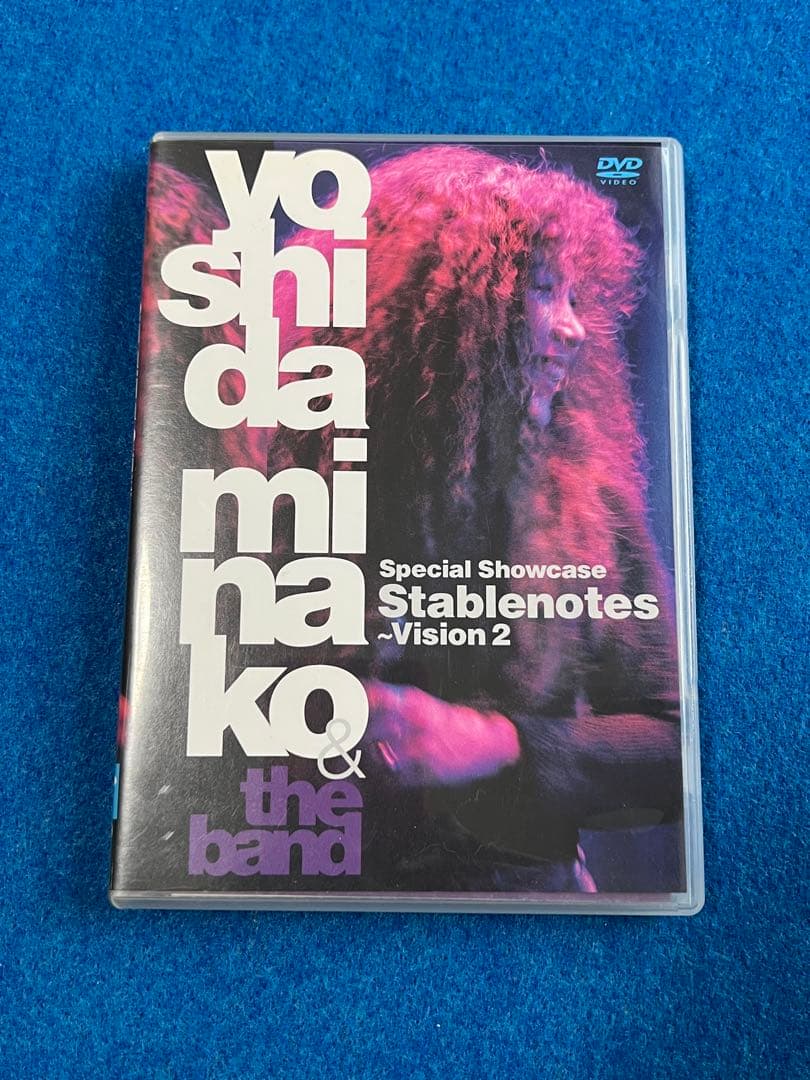 yo
shi
da
mi
na
ko
&
the
band
Special Showcase
Stablenotes
~Vision 2
DVD
VIDEO